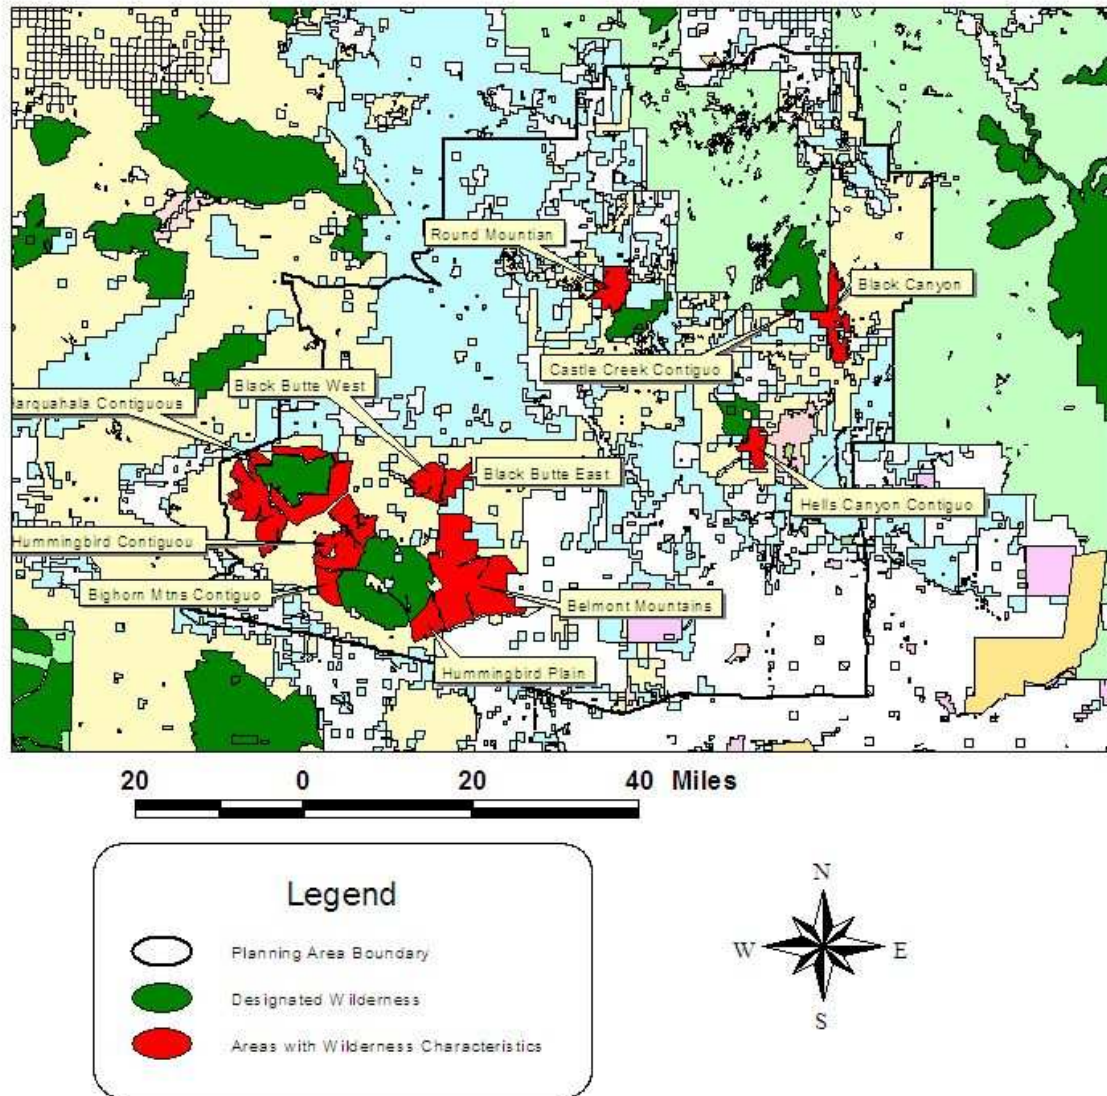 Round Mountian
Black Canyon
Castle Creek Contiguo
Black Butte West
Harquahala Contiguous
Black Butte East
Hells Canyon Contiguo
Hummingbird Contiguou
Bighorn Mtns Contiguo
Belmont Mountains
Hummingbird Plain
20 0 20 40 Miles
Legend
Planning Area Boundary
Designated Wilderness
Areas with Wilderness Characteristics
N
W E
S